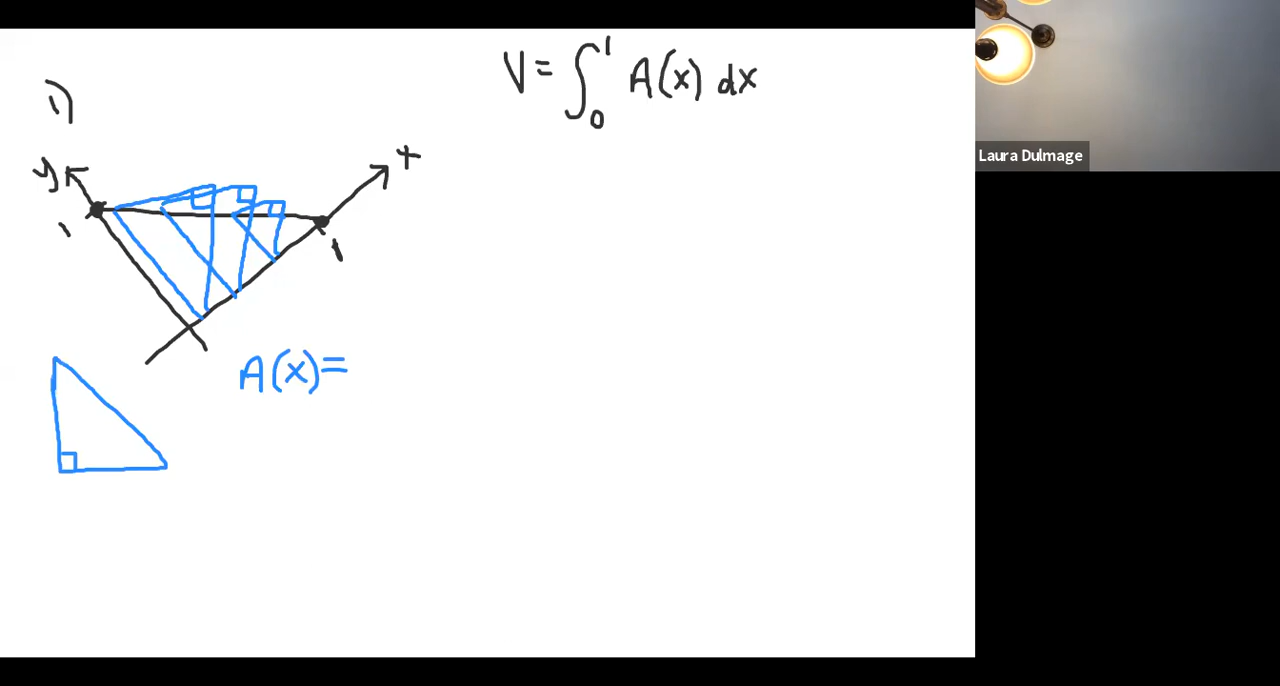 V = ∫₀¹ A(x) dx
1)
y
x
1
1
A(x) =
Laura Dulmage